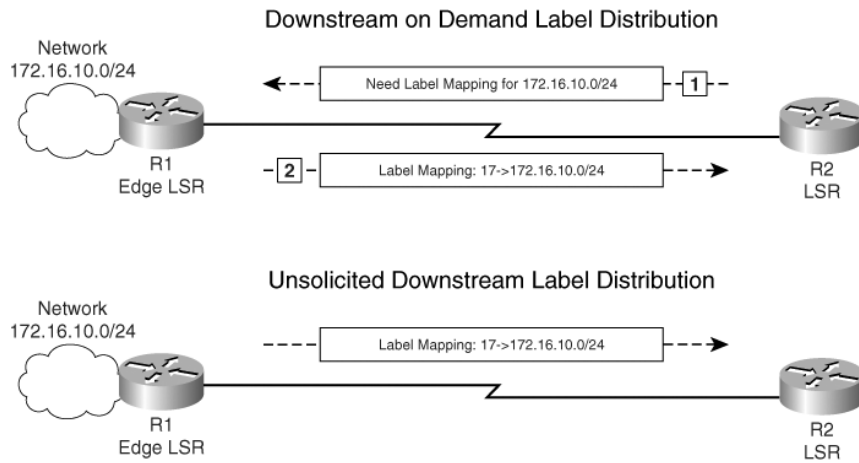 Downstream on Demand Label Distribution
Network
172.16.10.0/24
Need Label Mapping for 172.16.10.0/24
1
R1
Edge LSR
2
Label Mapping: 17->172.16.10.0/24
R2
LSR
Unsolicited Downstream Label Distribution
Network
172.16.10.0/24
Label Mapping: 17->172.16.10.0/24
R1
Edge LSR
R2
LSR